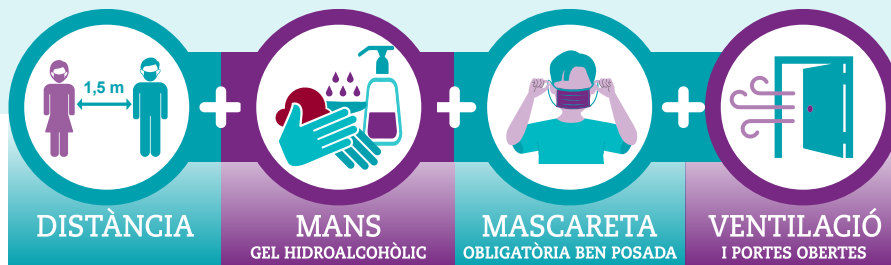 1,5 m
DISTÀNCIA
MANS
GEL HIDROALCOHÒLIC
MASCARETA
OBLIGATÒRIA BEN POSADA
VENTILACIÓ
I PORTES OBERTES